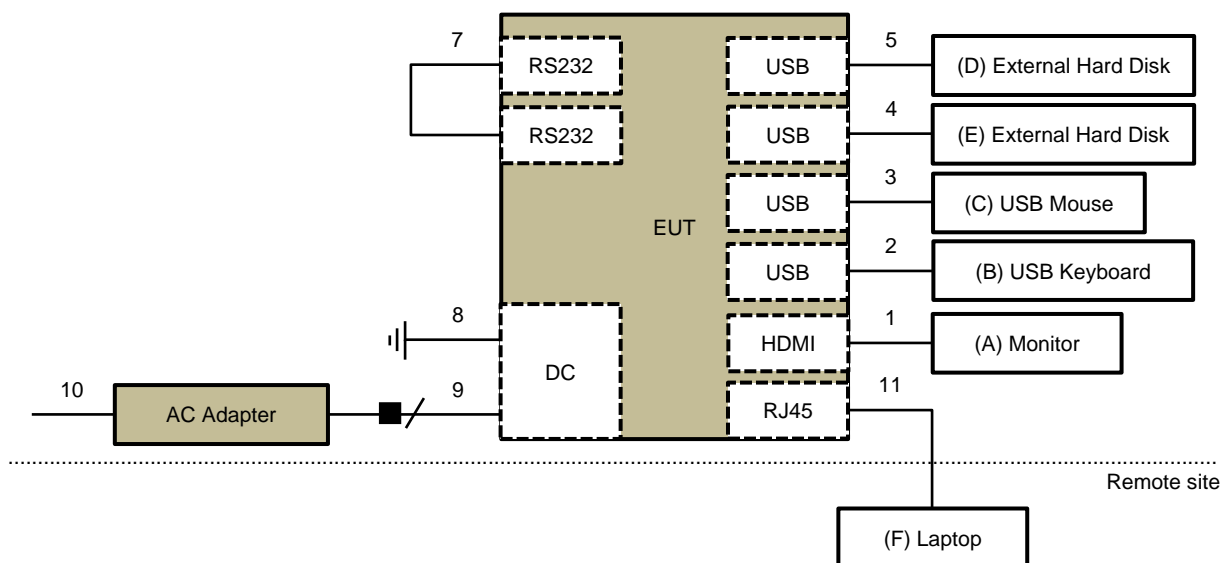 7
RS232
USB
5
(D) External Hard Disk
RS232
USB
4
(E) External Hard Disk
USB
3
(C) USB Mouse
EUT
USB
2
(B) USB Keyboard
8
DC
HDMI
1
(A) Monitor
10
AC Adapter
9
RJ45
11
Remote site
(F) Laptop